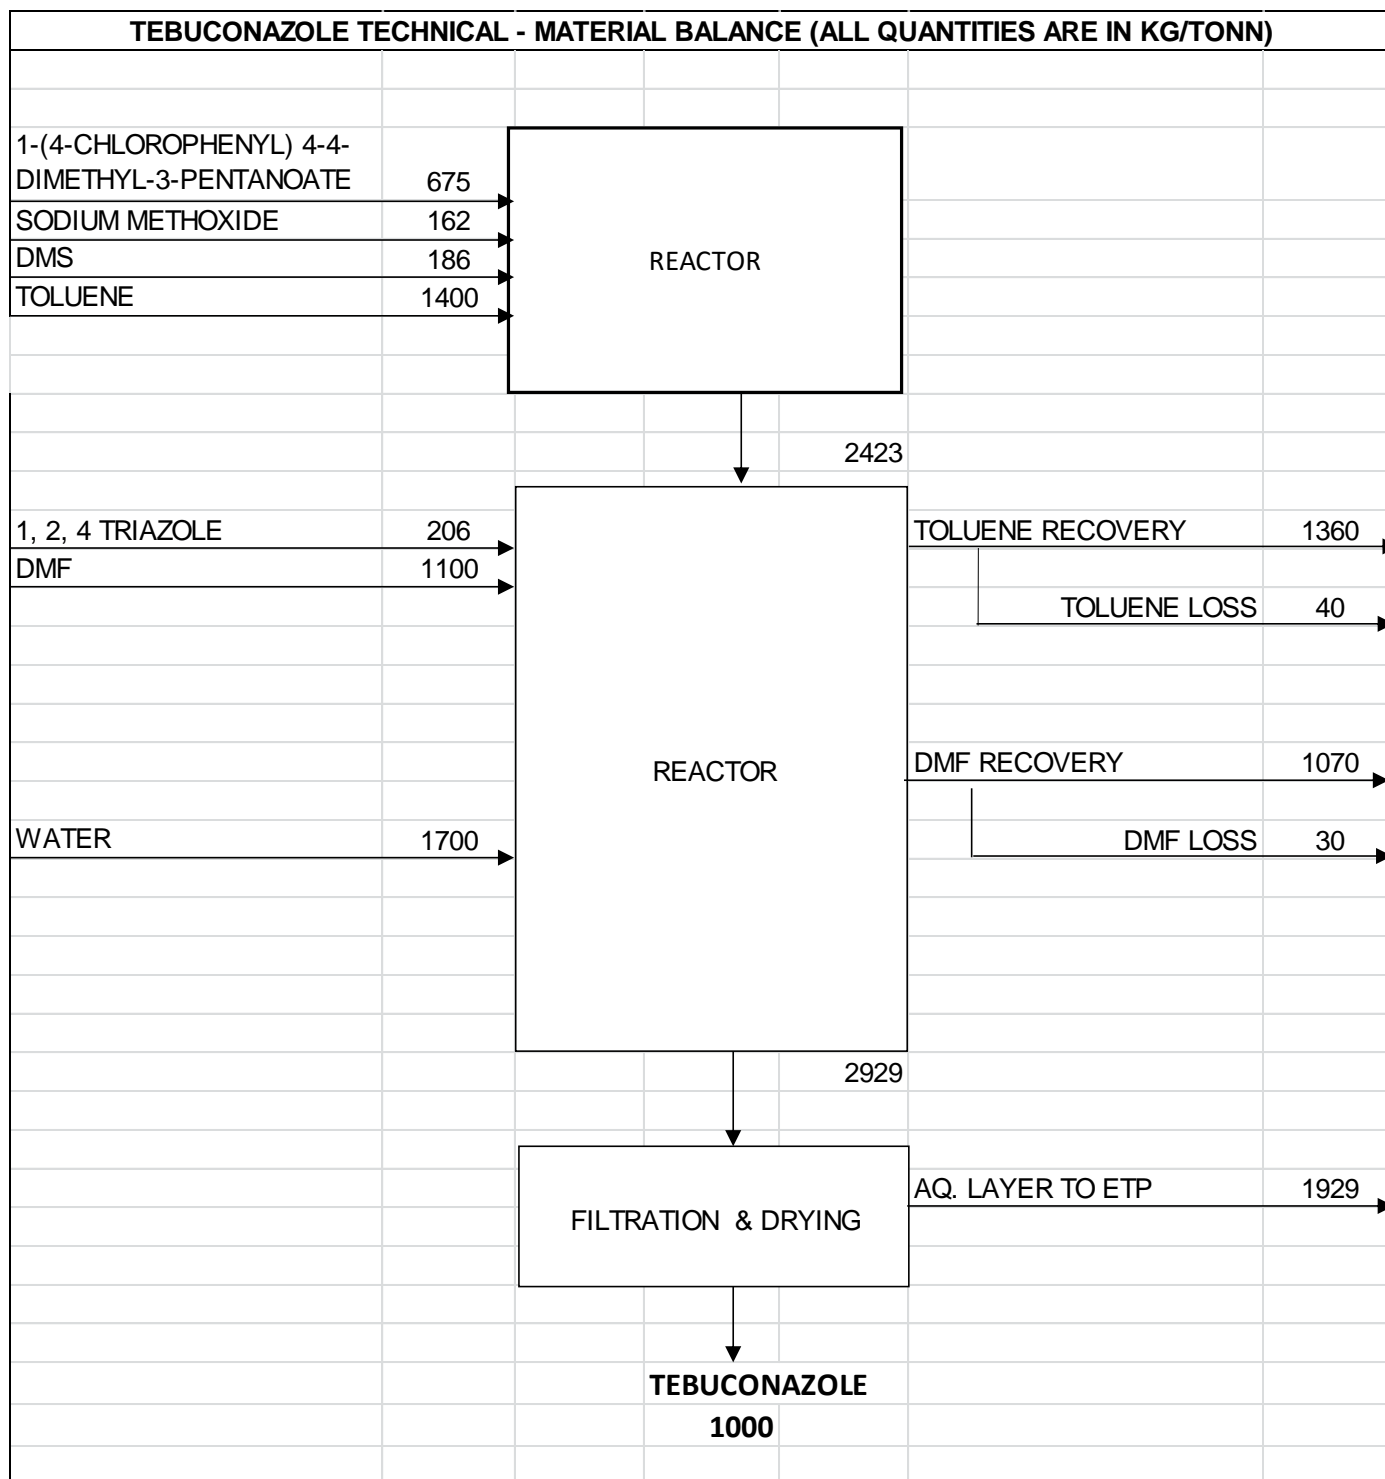 TEBUCONAZOLE TECHNICAL - MATERIAL BALANCE (ALL QUANTITIES ARE IN KG/TONN)
1-(4-CHLOROPHENYL) 4-4-
DIMETHYL-3-PENTANOATE 675
SODIUM METHOXIDE 162
DMS 186
REACTOR
TOLUENE 1400
2423
1, 2, 4 TRIAZOLE 206
TOLUENE RECOVERY 1360
DMF 1100
TOLUENE LOSS 40
REACTOR
DMF RECOVERY 1070
WATER 1700
DMF LOSS 30
2929
AQ. LAYER TO ETP 1929
FILTRATION & DRYING
TEBUCONAZOLE
1000